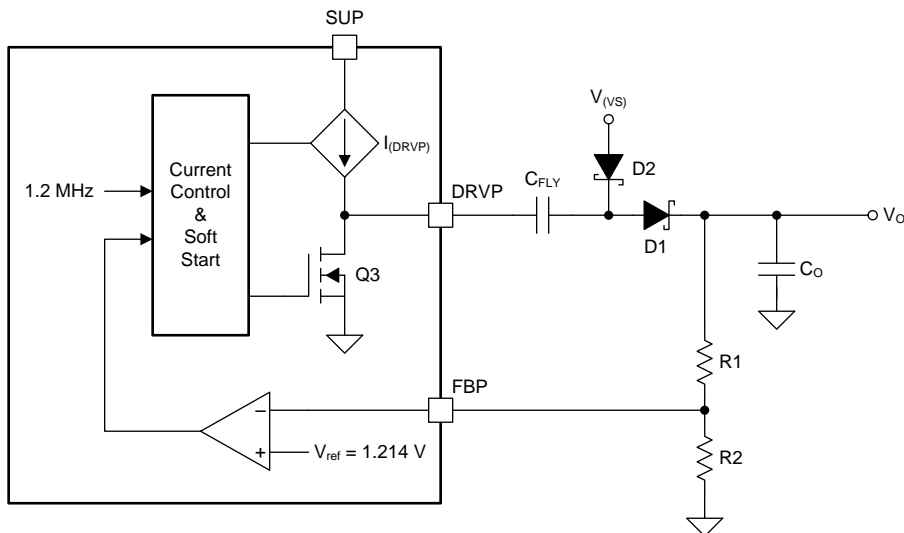 SUP
V(VS)
I(DRVP)
Current
Control
&
Soft
Start
1.2 MHz
DRVP
CFLY
D2
D1
VO
Q3
CO
R1
FBP
−
+
Vref = 1.214 V
R2